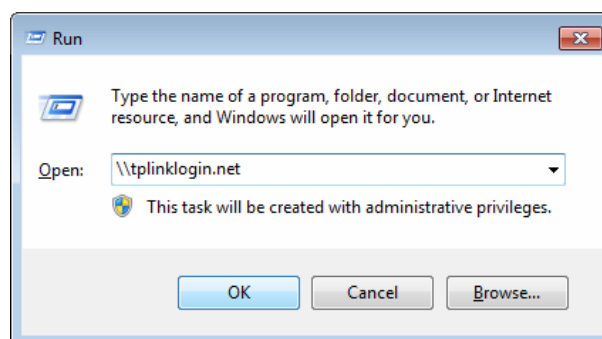 Run
Type the name of a program, folder, document, or Internet
resource, and Windows will open it for you.
Open: \\tplinklogin.net
This task will be created with administrative privileges.
OK Cancel Browse...